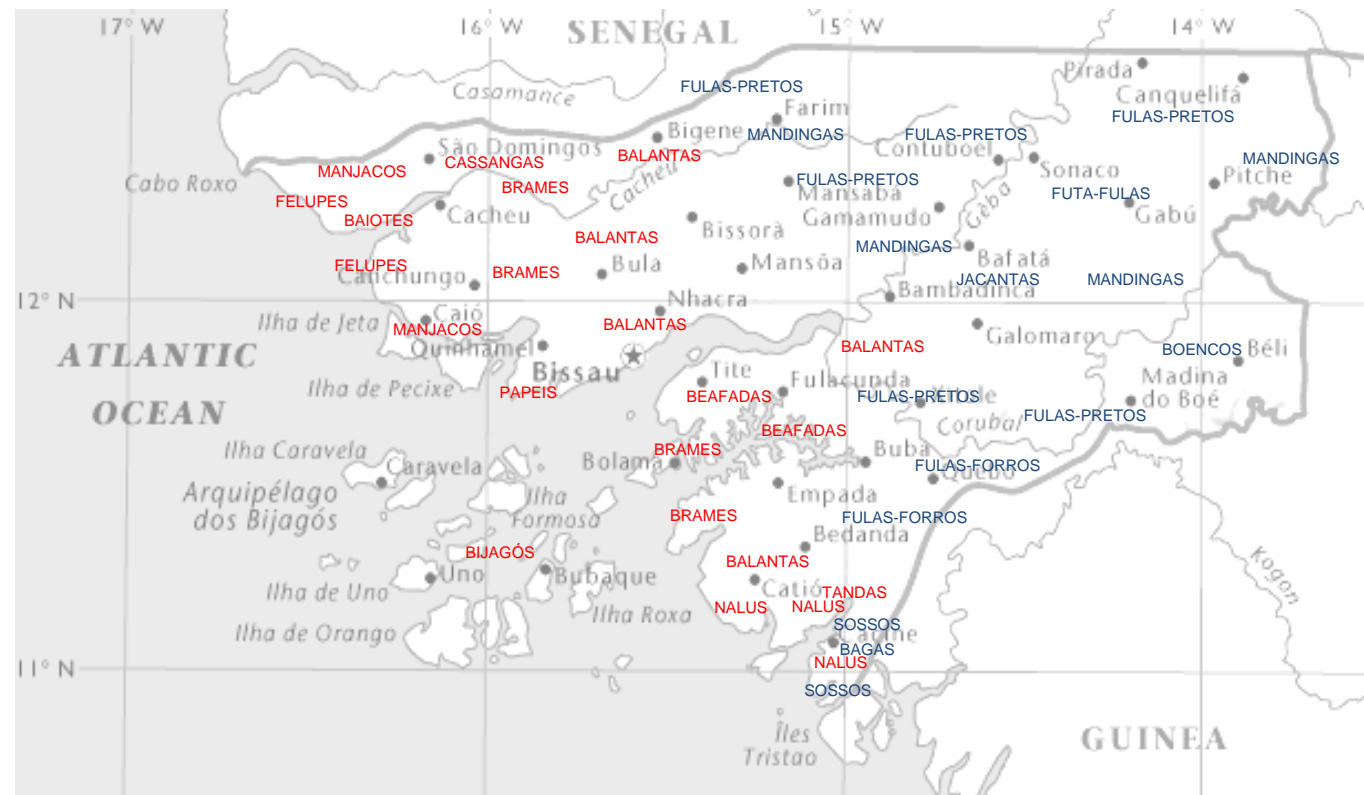 17° W
16° W
SENEGAL
15° W
14° W
Pirada
Casamance
FULAS-PRETOS
Canquelifá
Farim
FULAS-PRETOS
Bigene
MANDINGAS
FULAS-PRETOS
São Domingos
Contuboel
BALANTAS
CASSANGAS
MANDINGAS
Sonaco
MANJACOS
Cacheu
Pitche
Cabo Roxo
BRAMES
FULAS-PRETOS
Mansabá
FUTA-FULAS
FELUPES
Gêba
BAIOTES
Cacheu
Gamamudo
Gabú
Bissorã
BALANTAS
MANDINGAS
Bafatá
FELUPES
BRAMES
Bula
Mansôa
Canchungo
JACANTAS
MANDINGAS
Bambadinca
12° N
Nhacra
Ilha de Jeta
Caió
MANJACOS
BALANTAS
Galomaro
ATLANTIC
OCEAN
Quinhamel
BALANTAS
BOENCOS
Béli
Bissau
Tite
Fulacunda
Madina
do Boé
Ilha de Pecixe
PAPEIS
BEAFADAS
FULAS-PRETOS
FULAS-PRETOS
Corubal
BEAFADAS
Ilha Caravela
BRAMES
Buba
Caravela
Bolama
FULAS-FORROS
Quebo
Arquipélago
dos Bijagós
Ilha
Formosa
Empada
BRAMES
FULAS-FORROS
Bedanda
BIJAGÓS
BALANTAS
Kogon
Uno
Bubaque
Catió
Ilha de Uno
TANDAS
NALUS
NALUS
Ilha Roxa
Ilha de Orango
SOSSOS
Cacine
BAGAS
NALUS
11° N
SOSSOS
Îles
Tristao
GUINEA